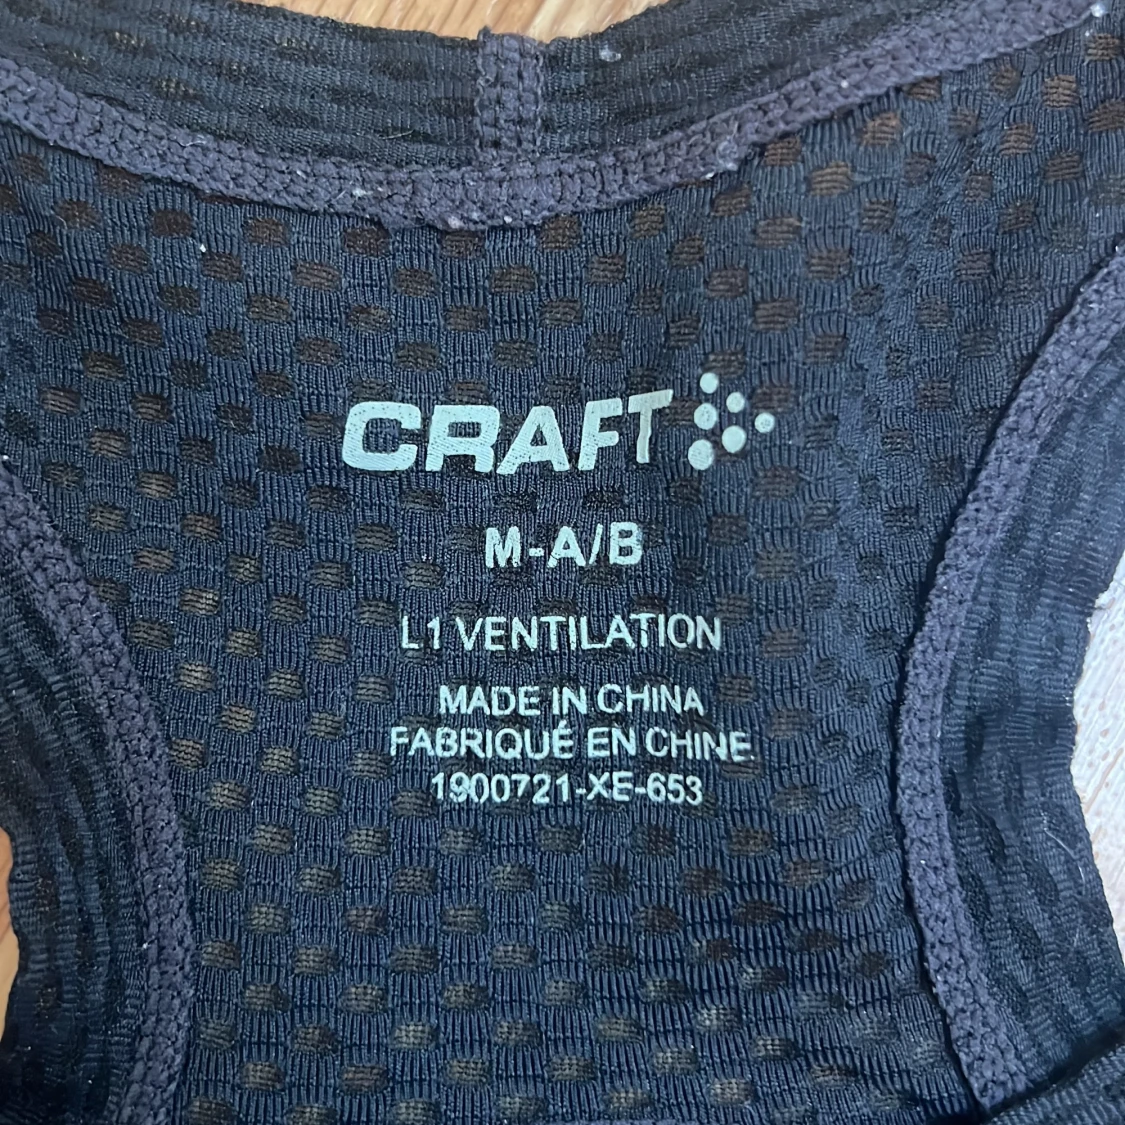 CRAFT
M-A/B
L1 VENTILATION
MADE IN CHINA
FABRIQUÉ EN CHINE
1900721-XE-653